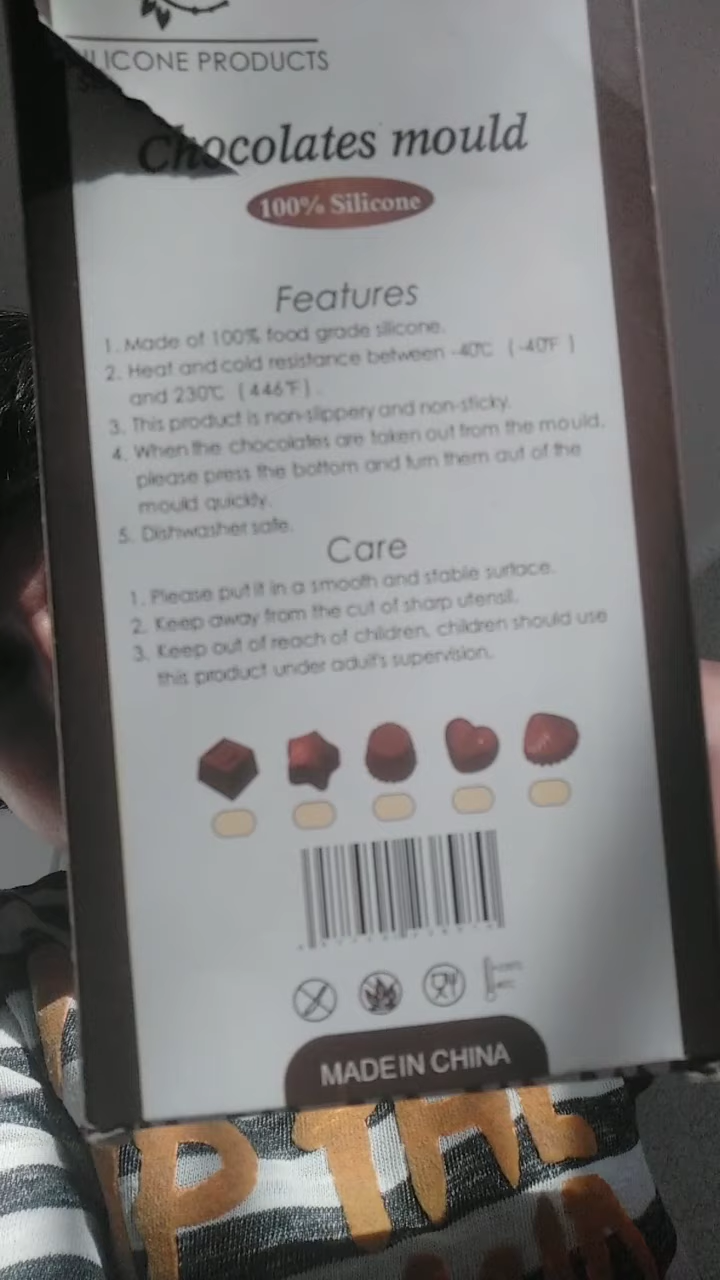 SILICONE PRODUCTS
Chocolates mould
100% Silicone
Features
1. Made of 100% food grade silicone.
2. Heat and cold resistance between -40℃ (-40℉)
and 230℃ (446℉).
3. This product is non-slippery and non-sticky.
4. When the chocolates are taken out from the mould,
please press the bottom and turn them out of the
mould quickly.
5. Dishwasher safe.
Care
1. Please put it in a smooth and stable surface.
2. Keep away from the cut of sharp utensil.
3. Keep out of reach of children, children should use
this product under adult's supervision.
MADE IN CHINA
P THE